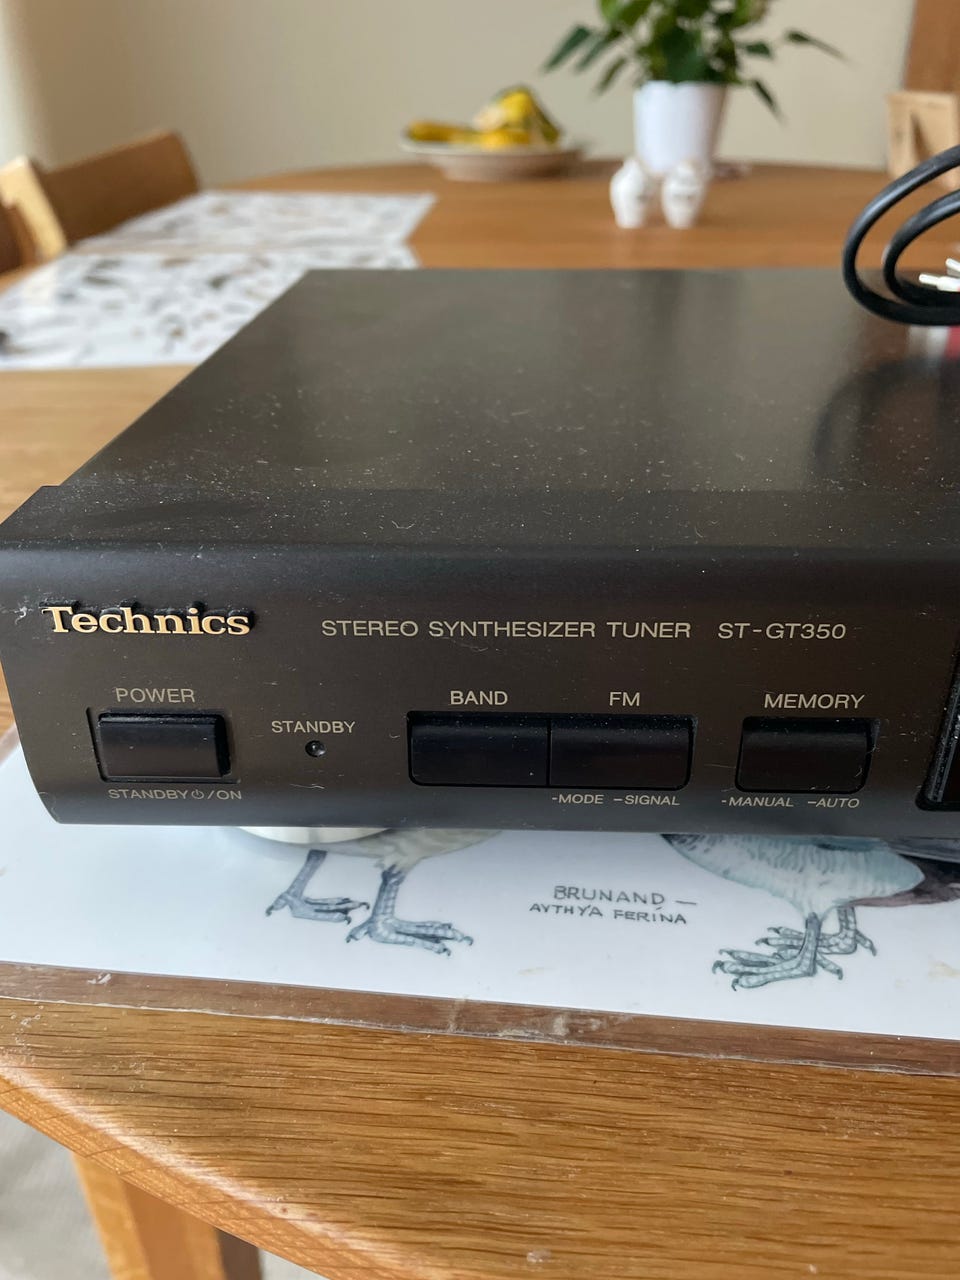 Technics
STEREO SYNTHESIZER TUNER ST-GT350
POWER
STANDBY
BAND
FM
MEMORY
STANDBY⏻/ON
-MODE -SIGNAL
-MANUAL -AUTO
BRUNAND —
AYTHYA FERINA